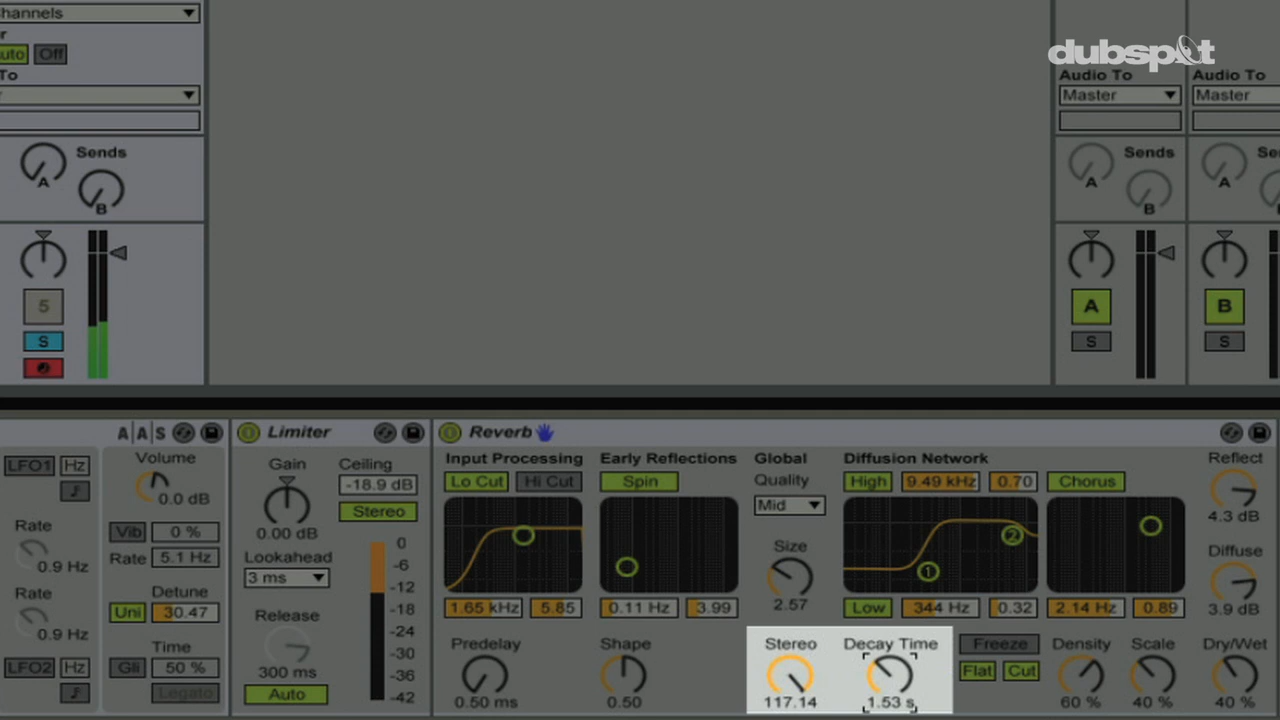 dubspot
hannels
r
uto Off
To
Sends
A
B
5
S
Audio To
Master
Sends
A
B
A
S
Audio To
Master
Se
A
B
S
A|A|S
LFO1 Hz
Rate
0.9 Hz
Rate
0.9 Hz
LFO2 Hz
Volume
0.0 dB
Vib 0 %
Rate 5.1 Hz
Detune
Uni 30.47
Time
Gli 50 %
Legato
Limiter
Gain
0.00 dB
Lookahead
3 ms
Release
300 ms
Auto
Ceiling
-18.9 dB
Stereo
0
-6
-12
-18
-24
-30
-36
-42
Reverb
Input Processing
Lo Cut Hi Cut
1.65 kHz 5.85
Predelay
0.50 ms
Early Reflections
Spin
0.11 Hz 3.99
Shape
0.50
Global
Quality
Mid
Size
2.57
Stereo
117.14
Diffusion Network
High 9.49 kHz 0.70
1
2
Low 344 Hz 0.32
Decay Time
1.53 s
Chorus
2.14 Hz 0.89
Freeze
Flat Cut
Density
60 %
Scale
40 %
Reflect
4.3 dB
Diffuse
3.9 dB
Dry/Wet
40 %